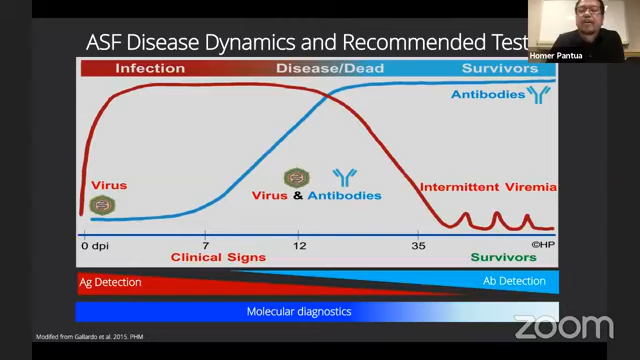 ASF Disease Dynamics and Recommended Test
Homer Pantua
Infection
Disease/Dead
Survivors
Antibodies
Virus
Virus & Antibodies
Intermittent Viremia
0 dpi
7
12
35
©HP
Clinical Signs
Survivors
Ag Detection
Ab Detection
Molecular diagnostics
Modifed from Gallardo et al. 2015. PHM
zoom